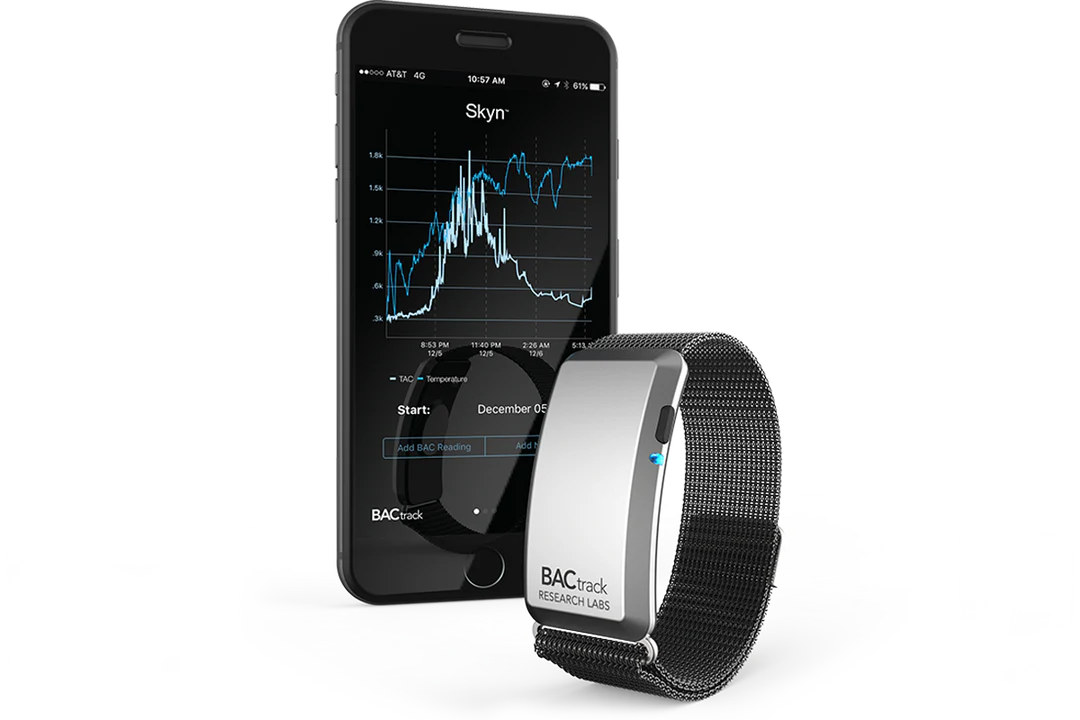 AT&T 4G 10:57 AM 61%
Skyn™
1.8k
1.5k
1.2k
.9k
.6k
.3k
8:53 PM 11:40 PM 2:26 AM 5:13
12/5 12/5 12/6
TAC Temperature
Start: December 05
Add BAC Reading Add N
BACtrack
BACtrack
RESEARCH LABS